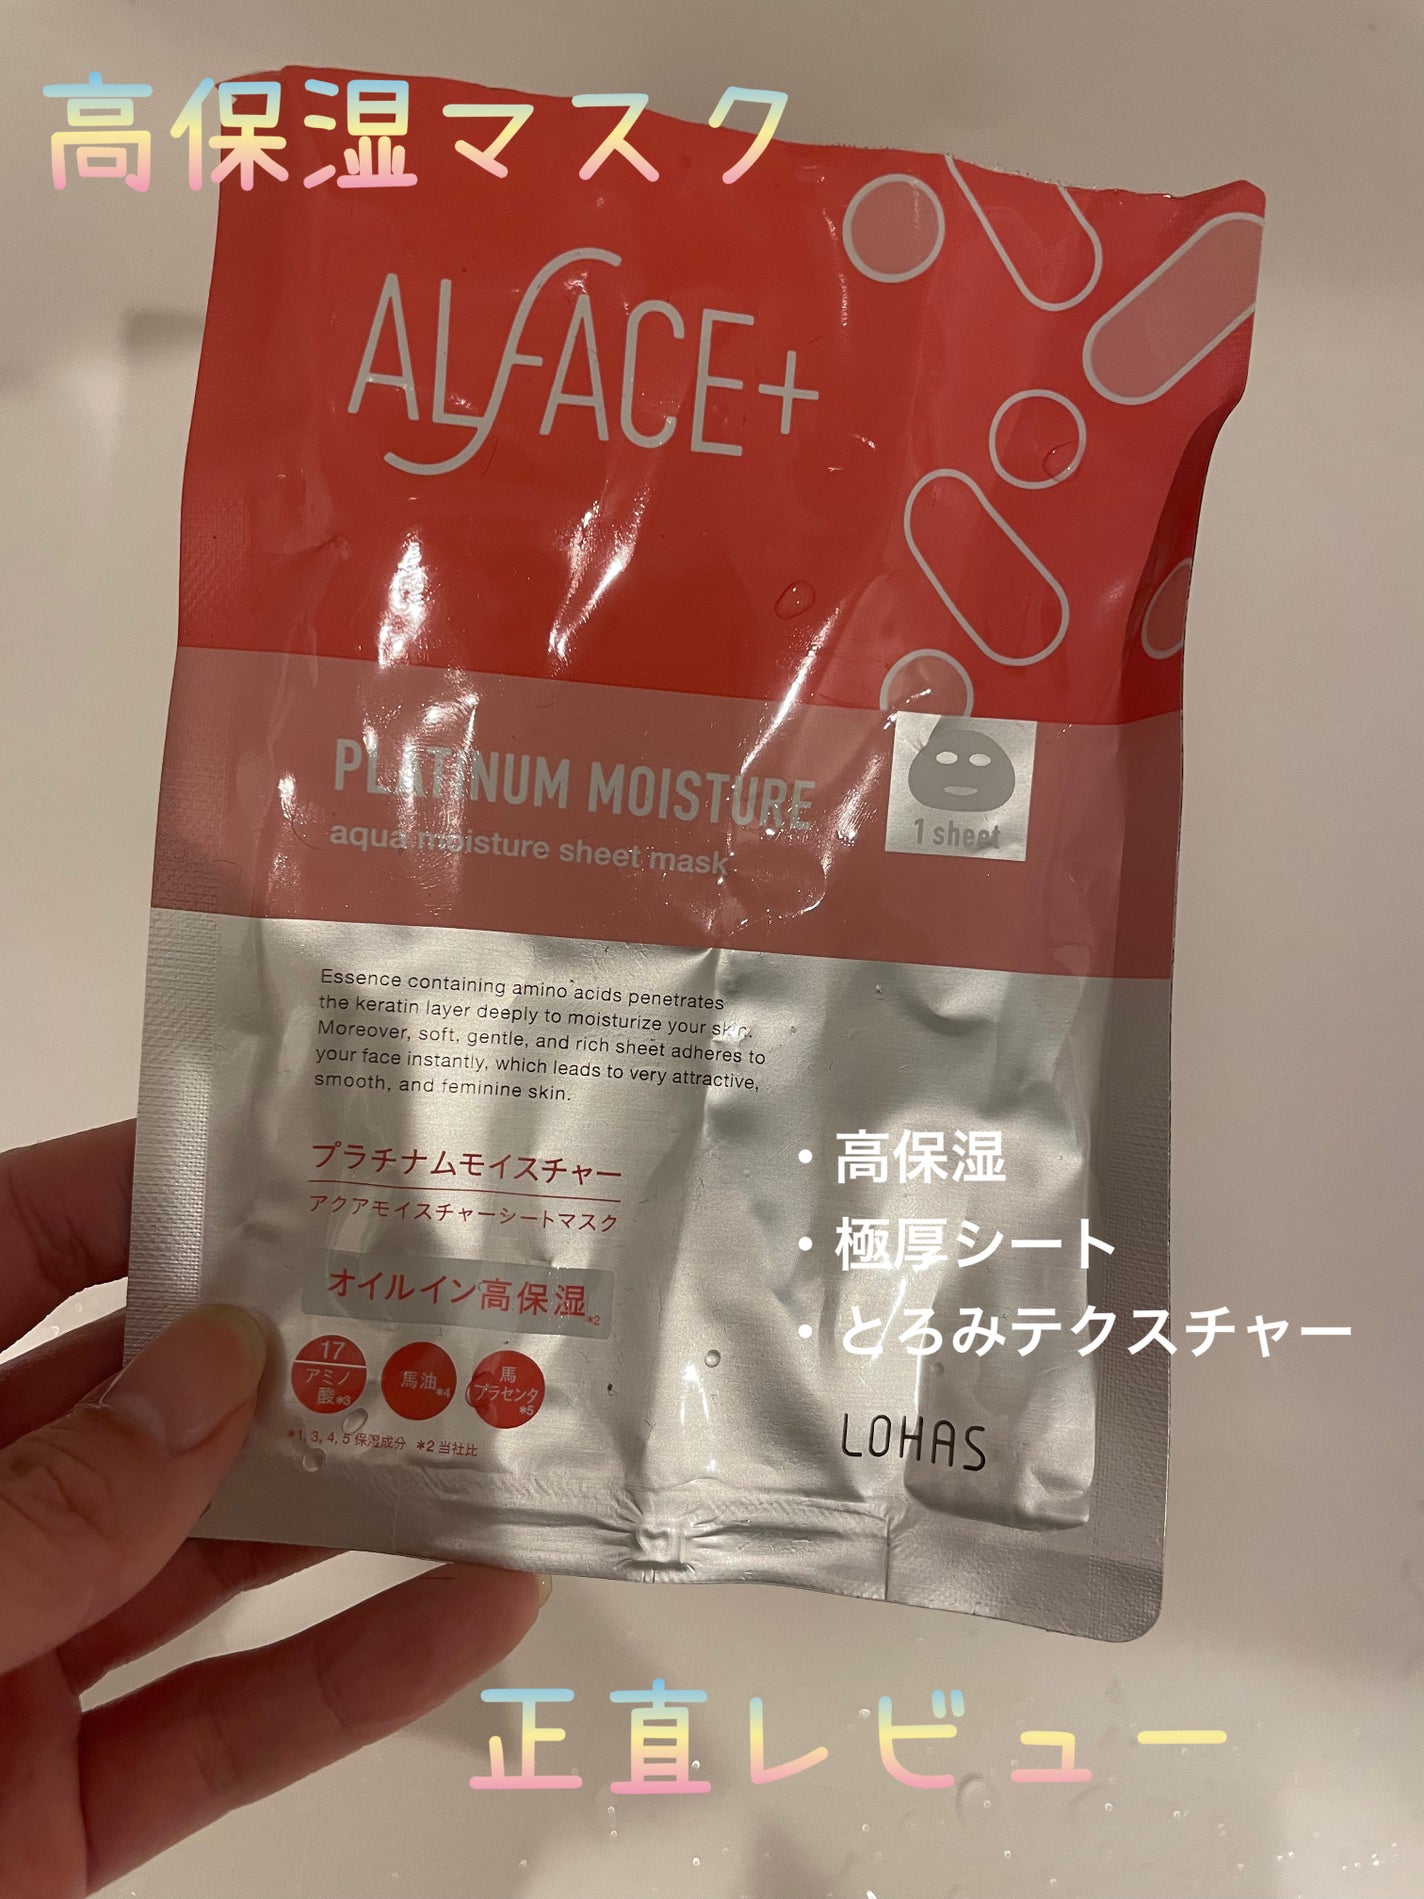 高保湿マスク
ALFACE+
PLATINUM MOISTURE
aqua moisture sheet mask
1 sheet
Essence containing amino acids penetrates
the keratin layer deeply to moisturize your skin.
Moreover, soft, gentle, and rich sheet adheres to
your face instantly, which leads to very attractive,
smooth, and feminine skin.
プラチナムモイスチャー
アクアモイスチャーシートマスク
オイルイン高保湿*2
17
アミノ
酸*3
馬油*4
馬
プラセンタ
*5
*1, 3, 4, 5 保湿成分 *2 当社比
・高保湿
・極厚シート
・とろみテクスチャー
LOHAS
正直レビュー